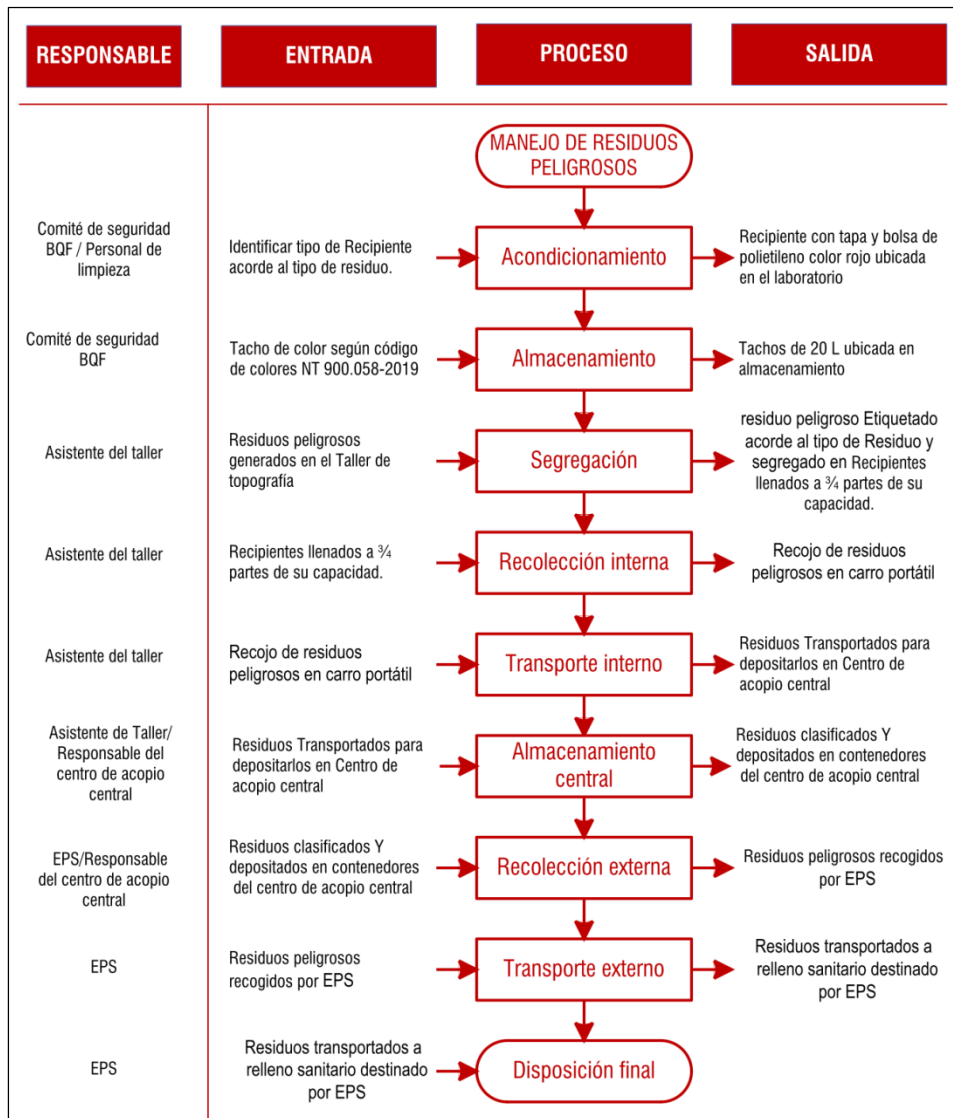 RESPONSABLE
ENTRADA
PROCESO
SALIDA
MANEJO DE RESIDUOS
PELIGROSOS
Comité de seguridad
BQF / Personal de
limpieza
Identificar tipo de Recipiente
acorde al tipo de residuo.
Acondicionamiento
Recipiente con tapa y bolsa de
polietileno color rojo ubicada
en el laboratorio
Comité de seguridad
BQF
Tacho de color según código
de colores NT 900.058-2019
Almacenamiento
Tachos de 20 L ubicada en
almacenamiento
Asistente del taller
Residuos peligrosos
generados en el Taller de
topografía
Segregación
residuo peligroso Etiquetado
acorde al tipo de Residuo y
segregado en Recipientes
llenados a ¾ partes de su
capacidad.
Asistente del taller
Recipientes llenados a ¾
partes de su capacidad.
Recolección interna
Recojo de residuos
peligrosos en carro portátil
Asistente del taller
Recojo de residuos
peligrosos en carro portátil
Transporte interno
Residuos Transportados para
depositarlos en Centro de
acopio central
Asistente de Taller/
Responsable del
centro de acopio
central
Residuos Transportados para
depositarlos en Centro de
acopio central
Almacenamiento
central
Residuos clasificados Y
depositados en contenedores
del centro de acopio central
EPS/Responsable
del centro de acopio
central
Residuos clasificados Y
depositados en contenedores
del centro de acopio central
Recolección externa
Residuos peligrosos recogidos
por EPS
EPS
Residuos peligrosos
recogidos por EPS
Transporte externo
Residuos transportados a
relleno sanitario destinado
por EPS
EPS
Residuos transportados a
relleno sanitario destinado
por EPS
Disposición final